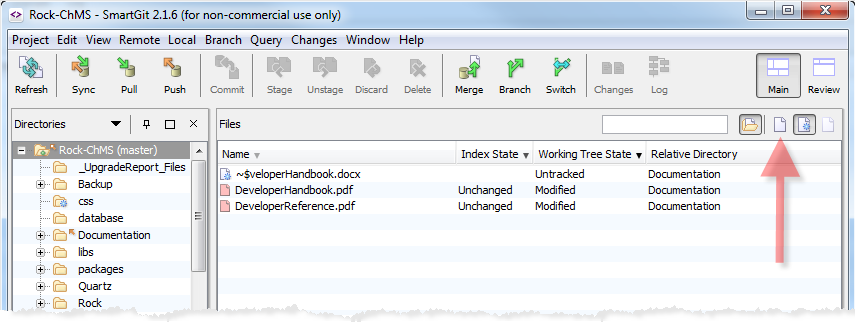 Rock-ChMS - SmartGit 2.1.6 (for non-commercial use only)
Project Edit View Remote Local Branch Query Changes Window Help
Refresh Sync Pull Push Commit Stage Unstage Discard Delete Merge Branch Switch Changes Log Main Review
Directories
Rock-ChMS (master)
_UpgradeReport_Files
Backup
css
database
Documentation
libs
packages
Quartz
Rock
Files
Name Index State Working Tree State Relative Directory
~$veloperHandbook.docx Untracked Documentation
DeveloperHandbook.pdf Unchanged Modified Documentation
DeveloperReference.pdf Unchanged Modified Documentation